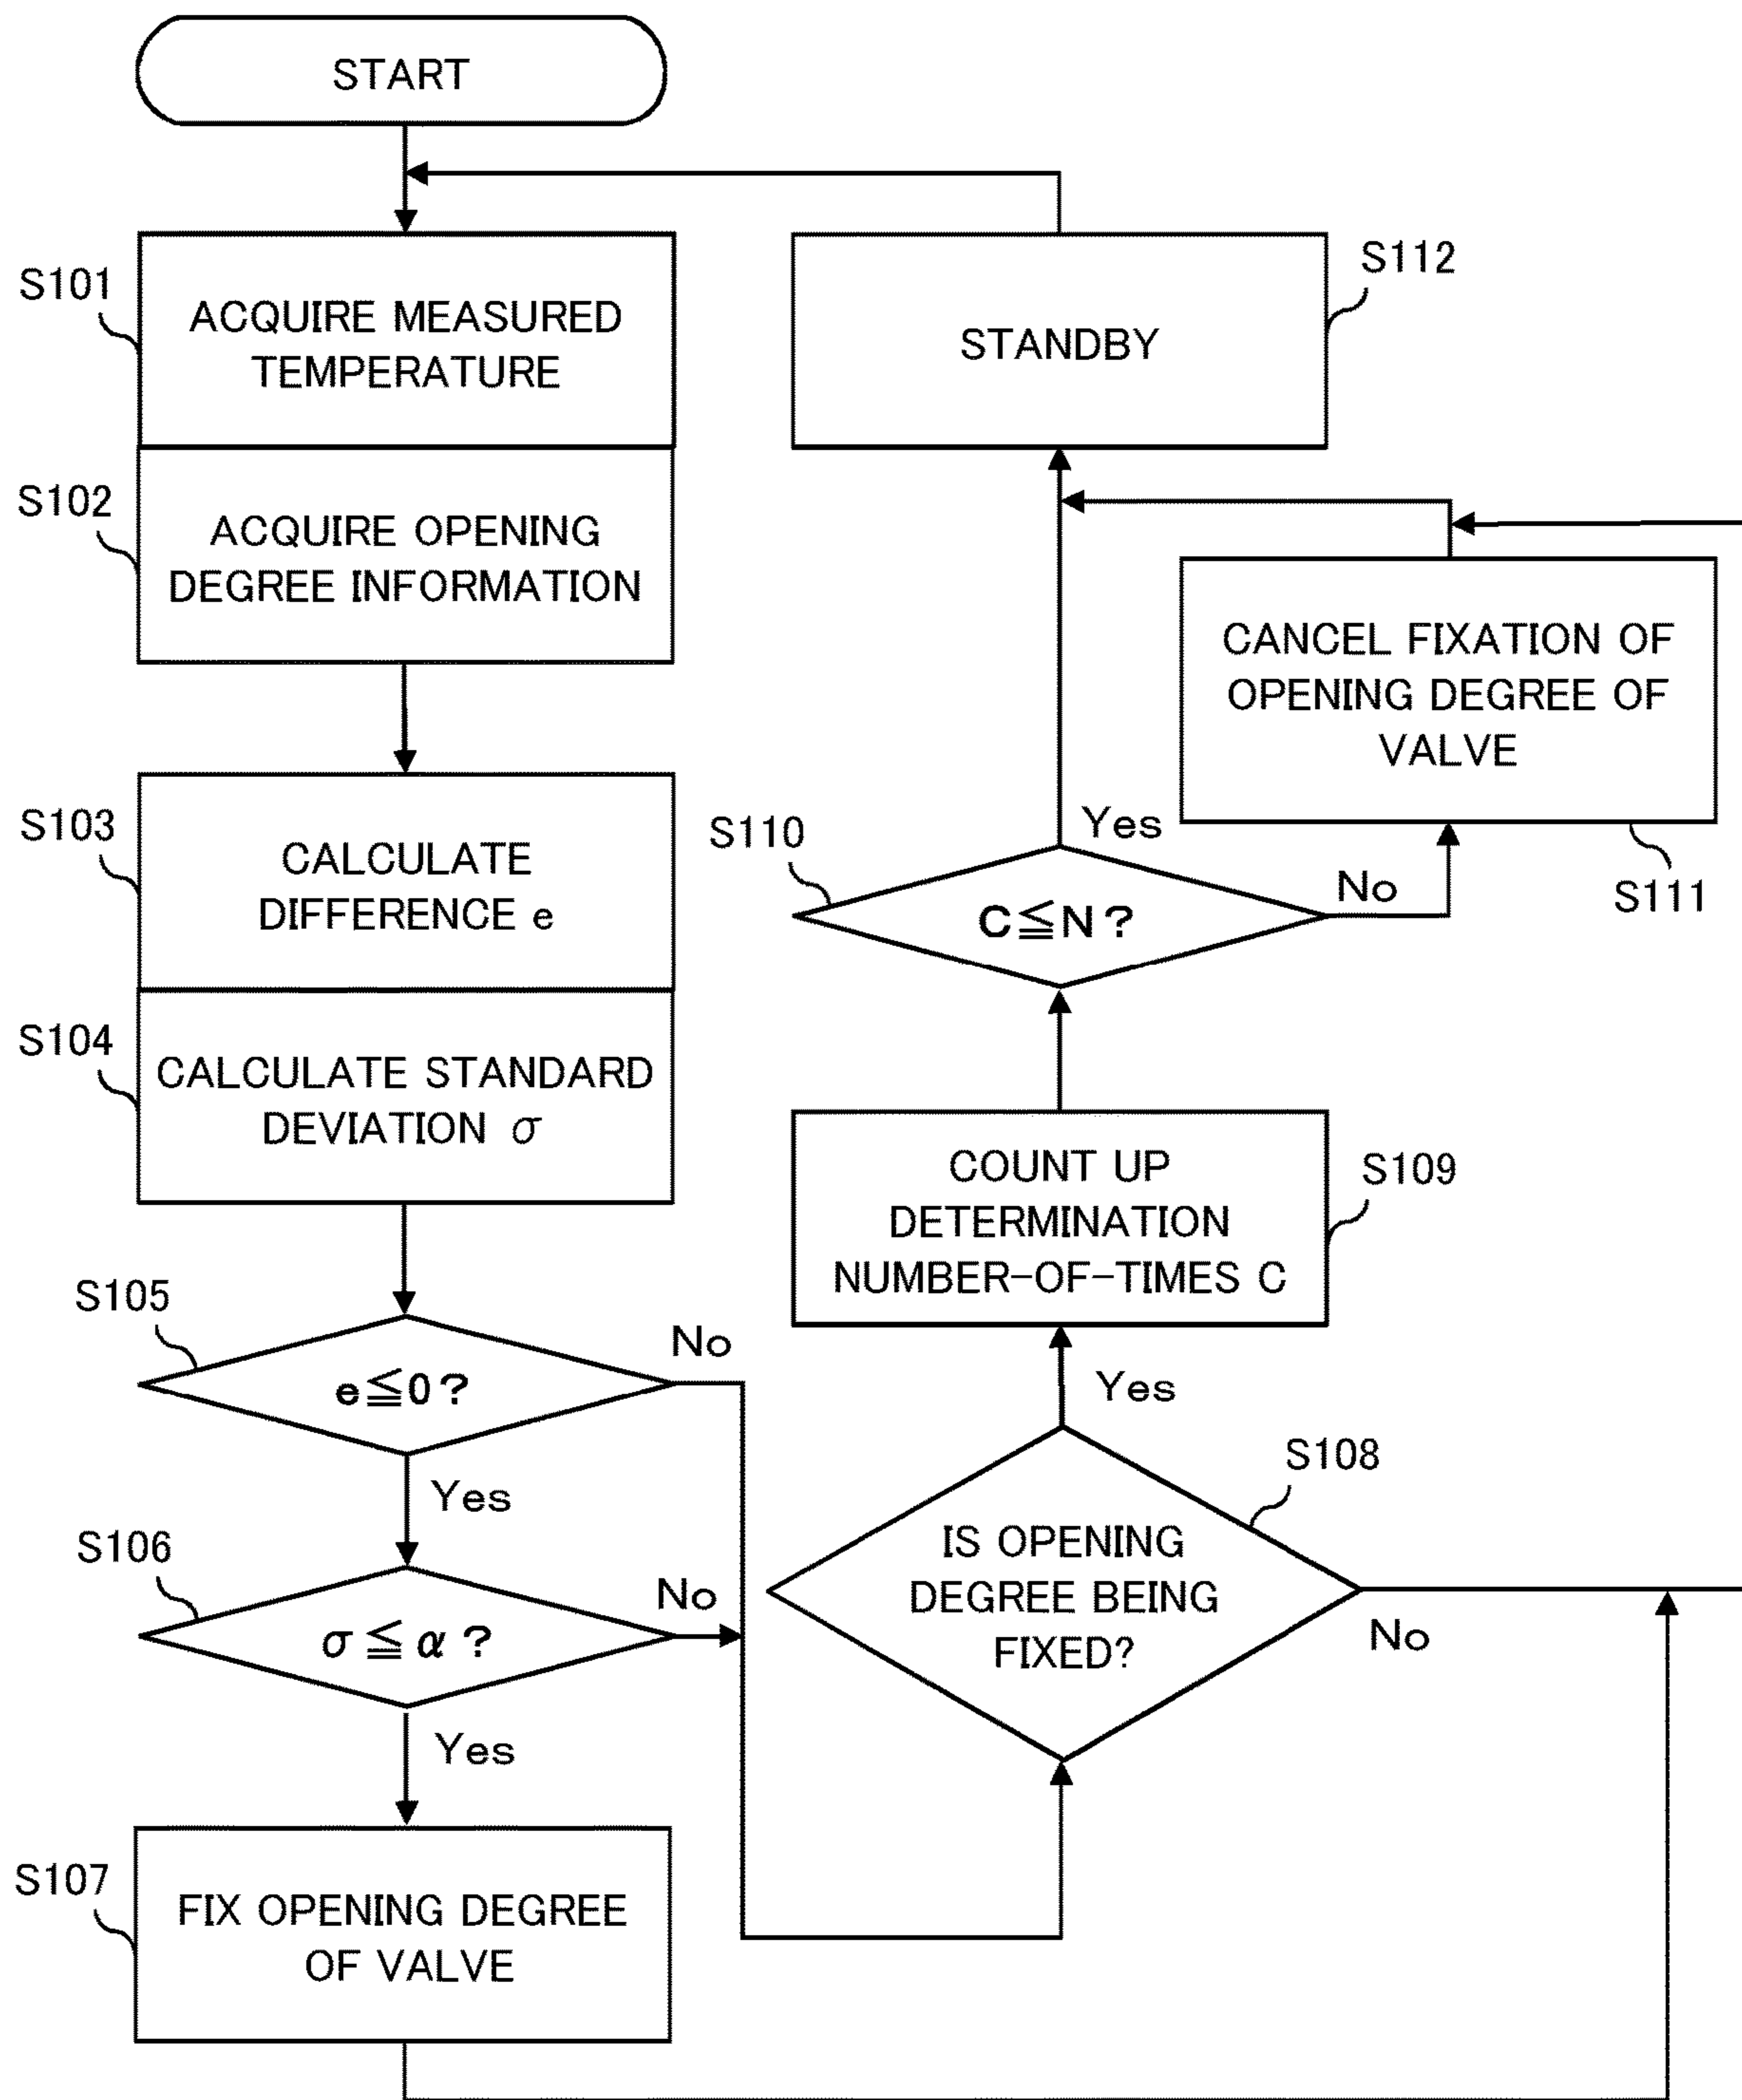 START
S101
ACQUIRE MEASURED
TEMPERATURE
S102
ACQUIRE OPENING
DEGREE INFORMATION
S103
CALCULATE
DIFFERENCE e
S104
CALCULATE STANDARD
DEVIATION σ
S105
e≦0?
No
Yes
S106
σ≦α?
No
Yes
S107
FIX OPENING DEGREE
OF VALVE
S108
IS OPENING
DEGREE BEING
FIXED?
No
Yes
S109
COUNT UP
DETERMINATION
NUMBER-OF-TIMES C
S110
C≦N?
Yes
No
S111
CANCEL FIXATION OF
OPENING DEGREE OF
VALVE
S112
STANDBY